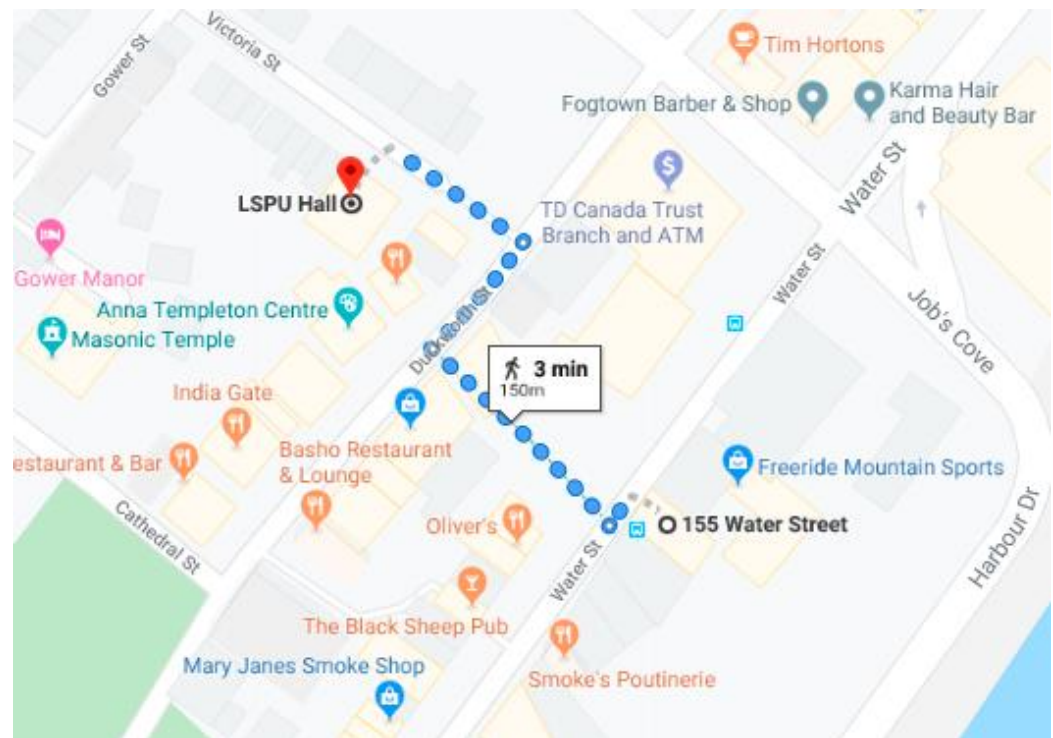 Victoria St
Gower St
Tim Hortons
Fogtown Barber & Shop
Karma Hair
and Beauty Bar
Water St
$
LSPU Hall
TD Canada Trust
Branch and ATM
Gower Manor
Anna Templeton Centre
Masonic Temple
Duckworth St
Water St
Job's Cove
3 min
150m
India Gate
Basho Restaurant
& Lounge
estaurant & Bar
Freeride Mountain Sports
Oliver's
155 Water Street
Cathedral St
Water St
Harbour Dr
The Black Sheep Pub
Mary Janes Smoke Shop
Smoke's Poutinerie